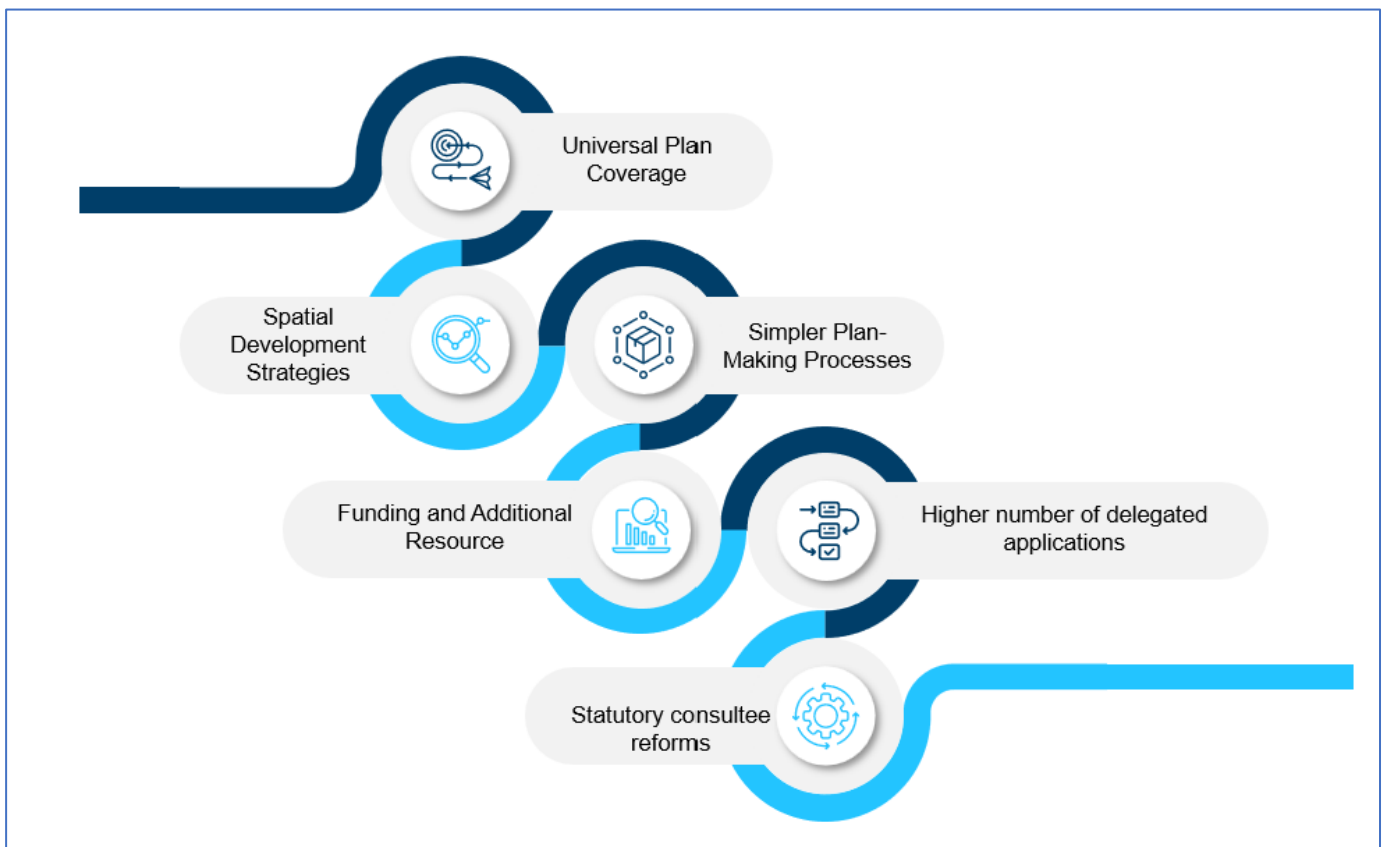 Universal Plan
Coverage
Spatial
Development
Strategies
Simpler Plan-
Making Processes
Funding and Additional
Resource
Higher number of delegated
applications
Statutory consultee
reforms